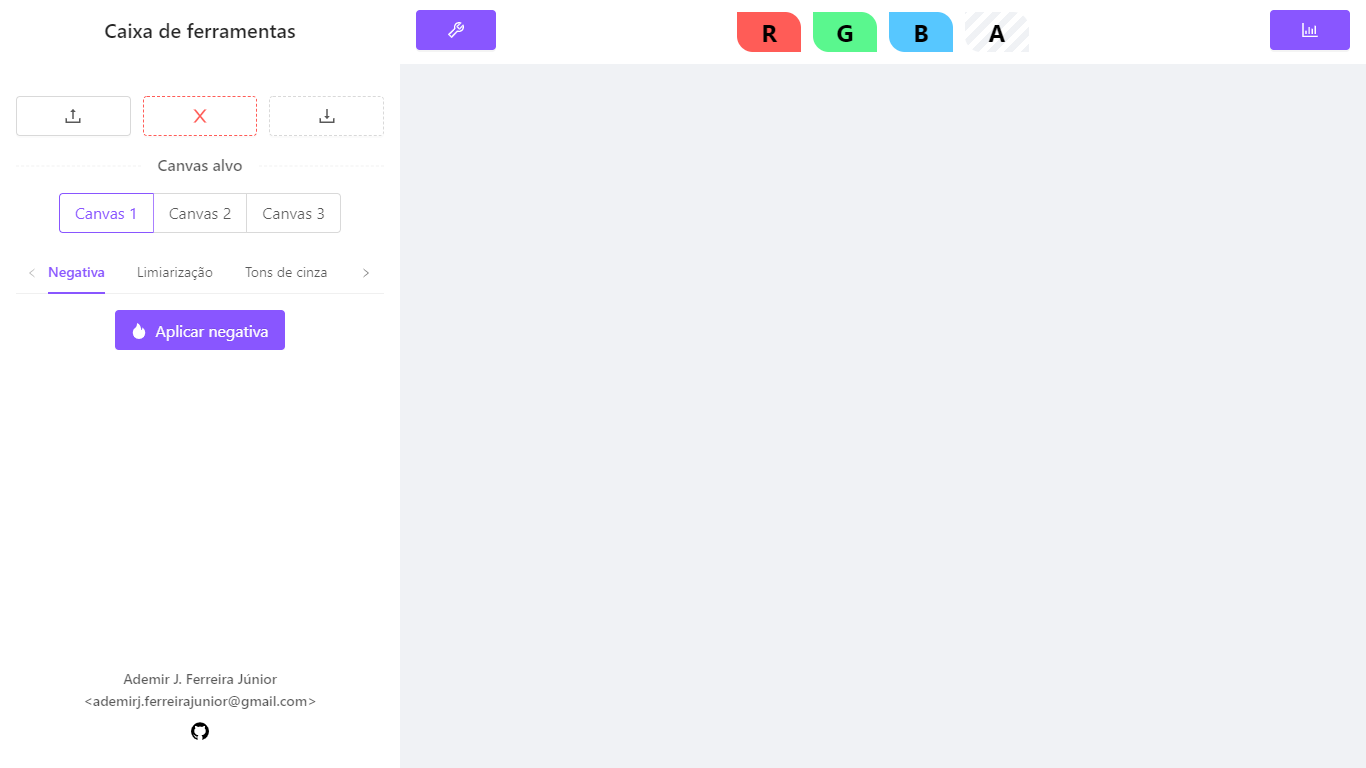 Caixa de ferramentas
R G B A
Canvas alvo
Canvas 1 Canvas 2 Canvas 3
Negativa Limiarização Tons de cinza
Aplicar negativa
Ademir J. Ferreira Júnior
<ademirj.ferreirajunior@gmail.com>